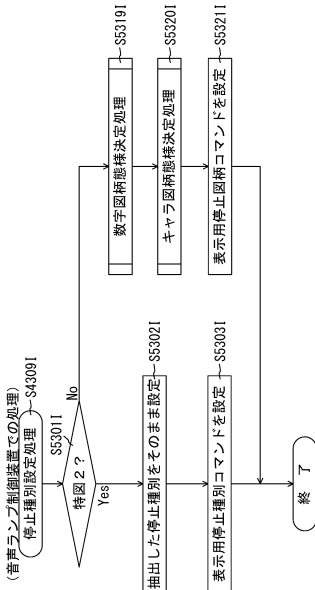 (音声ランプ制御装置での処理)
停止種別設定処理
S4309I
S5301I
特図2?
No
Yes
抽出した停止種別をそのまま設定
S5302I
表示用停止種別コマンドを設定
S5303I
数字図柄態様決定処理
S5319I
キャラ図柄態様決定処理
S5320I
表示用停止図柄コマンドを設定
S5321I
終 了